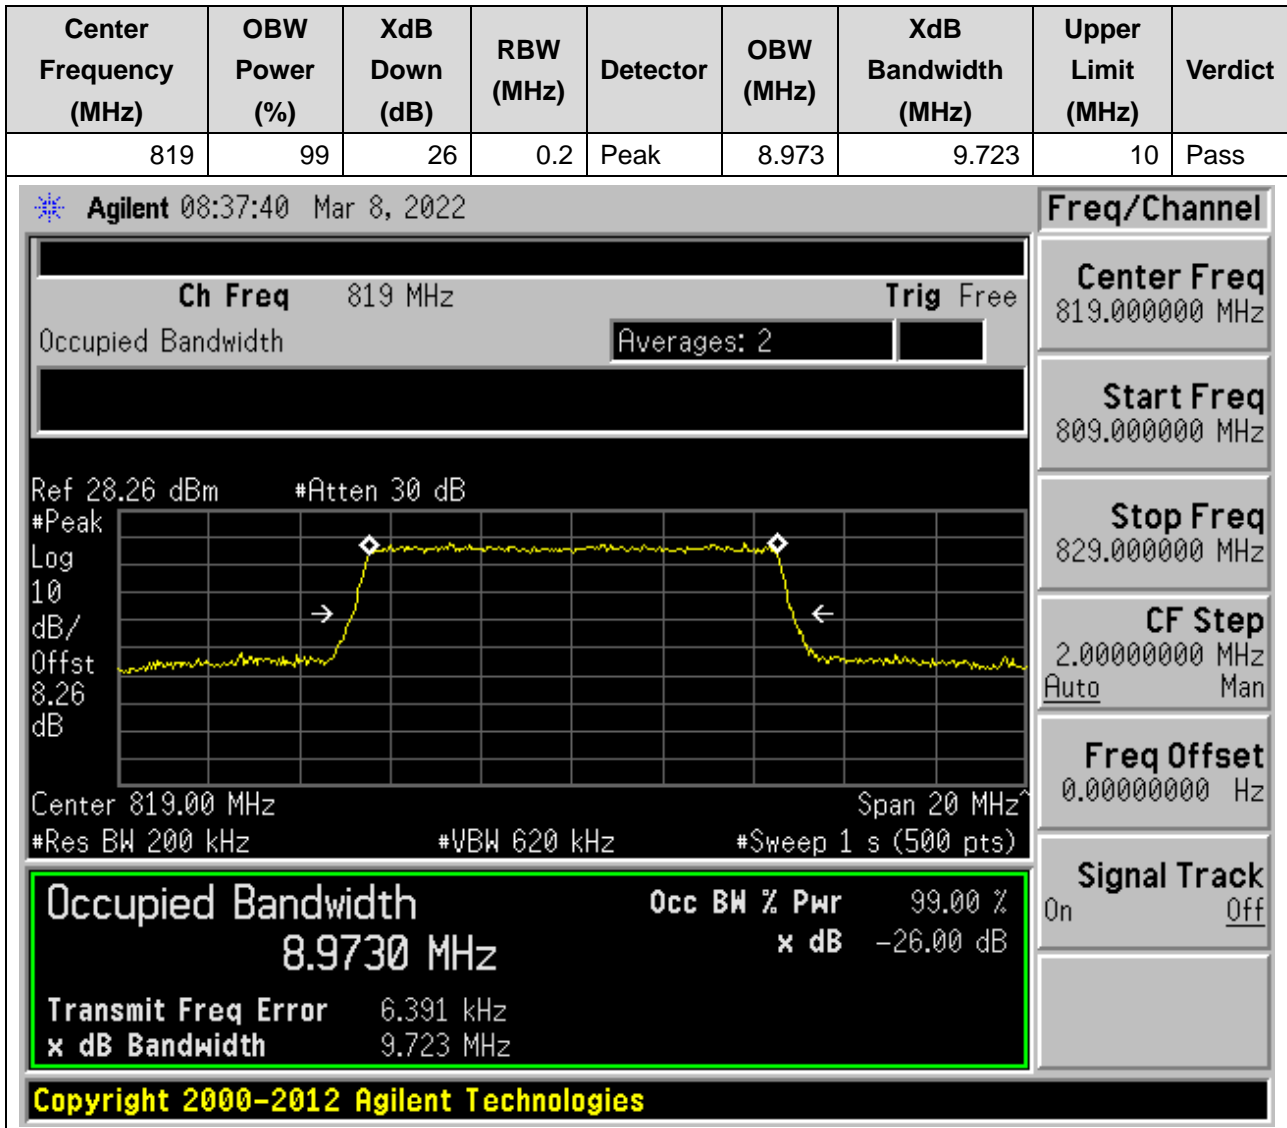 Center Frequency (MHz) OBW Power (%) XdB Down (dB) RBW (MHz) Detector OBW (MHz) XdB Bandwidth (MHz) Upper Limit (MHz) Verdict
819 99 26 0.2 Peak 8.973 9.723 10 Pass
Agilent 08:37:40 Mar 8, 2022
Freq/Channel
Ch Freq 819 MHz Trig Free
Occupied Bandwidth Averages: 2
Ref 28.26 dBm #Atten 30 dB
#Peak
Log
10
dB/
Offst
8.26
dB
Center 819.00 MHz Span 20 MHz^
#Res BW 200 kHz #VBW 620 kHz #Sweep 1 s (500 pts)
Occupied Bandwidth Occ BW % Pwr 99.00 %
8.9730 MHz x dB -26.00 dB
Transmit Freq Error 6.391 kHz
x dB Bandwidth 9.723 MHz
Center Freq
819.000000 MHz
Start Freq
809.000000 MHz
Stop Freq
829.000000 MHz
CF Step
2.00000000 MHz
Auto Man
Freq Offset
0.00000000 Hz
Signal Track
On Off
Copyright 2000-2012 Agilent Technologies